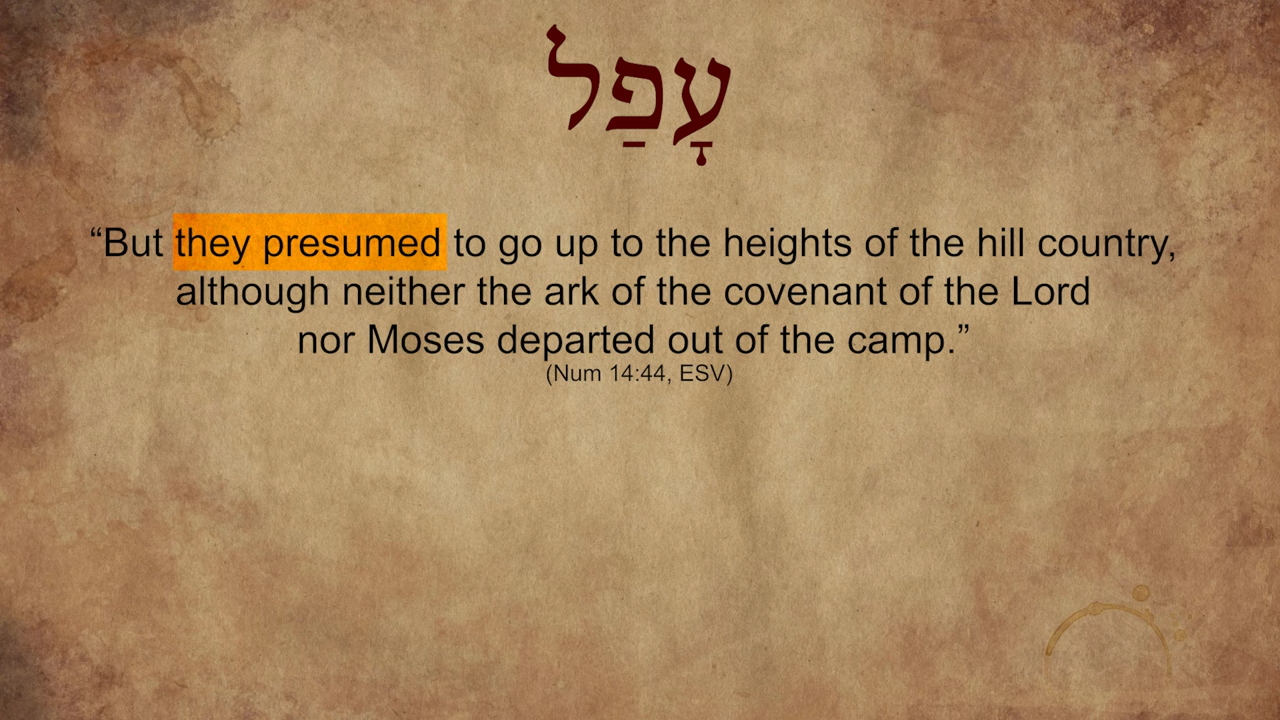 עָפַל
“But they presumed to go up to the heights of the hill country,
although neither the ark of the covenant of the Lord
nor Moses departed out of the camp.”
(Num 14:44, ESV)